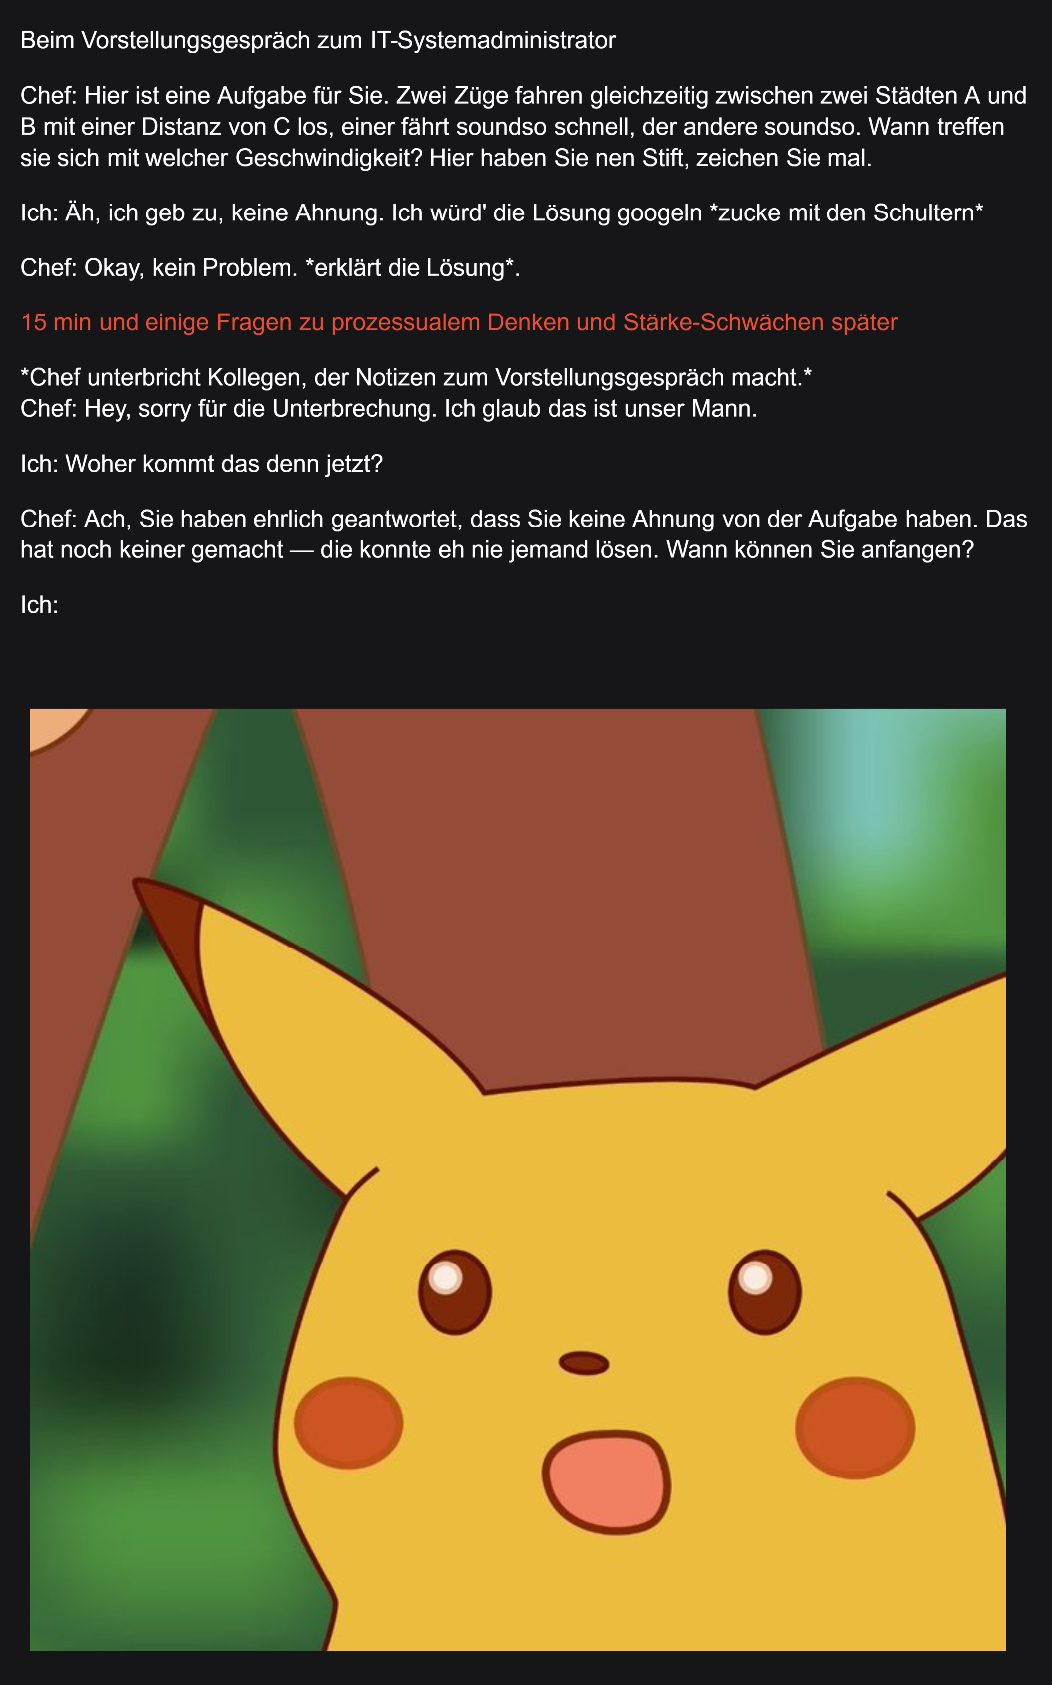 Beim Vorstellungsgespräch zum IT-Systemadministrator
Chef: Hier ist eine Aufgabe für Sie. Zwei Züge fahren gleichzeitig zwischen zwei Städten A und
B mit einer Distanz von C los, einer fährt soundso schnell, der andere soundso. Wann treffen
sie sich mit welcher Geschwindigkeit? Hier haben Sie nen Stift, zeichen Sie mal.
Ich: Äh, ich geb zu, keine Ahnung. Ich würd' die Lösung googeln *zucke mit den Schultern*
Chef: Okay, kein Problem. *erklärt die Lösung*.
15 min und einige Fragen zu prozessualem Denken und Stärke-Schwächen später
*Chef unterbricht Kollegen, der Notizen zum Vorstellungsgespräch macht.*
Chef: Hey, sorry für die Unterbrechung. Ich glaub das ist unser Mann.
Ich: Woher kommt das denn jetzt?
Chef: Ach, Sie haben ehrlich geantwortet, dass Sie keine Ahnung von der Aufgabe haben. Das
hat noch keiner gemacht — die konnte eh nie jemand lösen. Wann können Sie anfangen?
Ich: